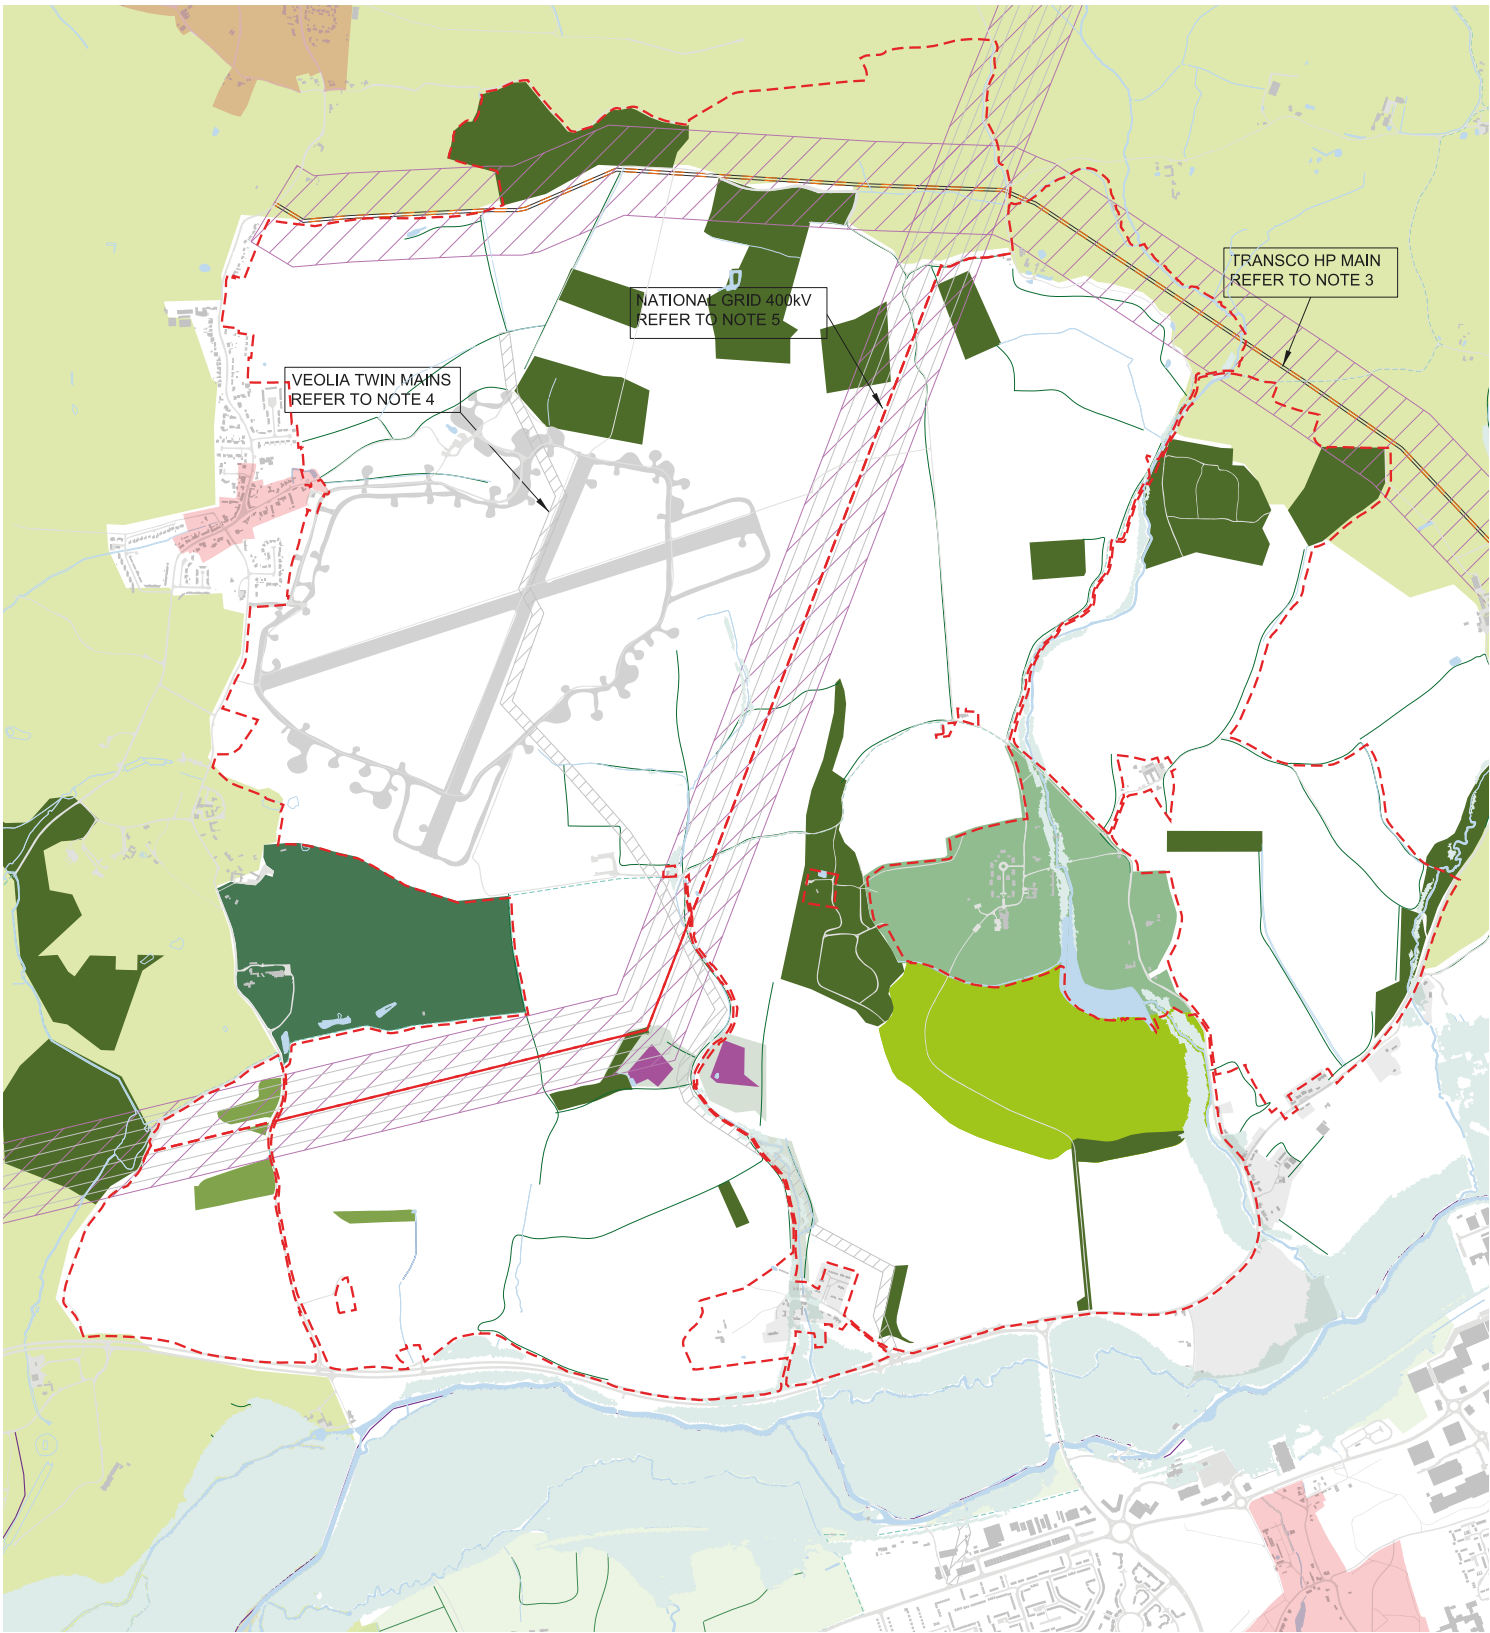 TRANSCO HP MAIN
REFER TO NOTE 3
NATIONAL GRID 400kV
REFER TO NOTE 5
VEOLIA TWIN MAINS
REFER TO NOTE 4